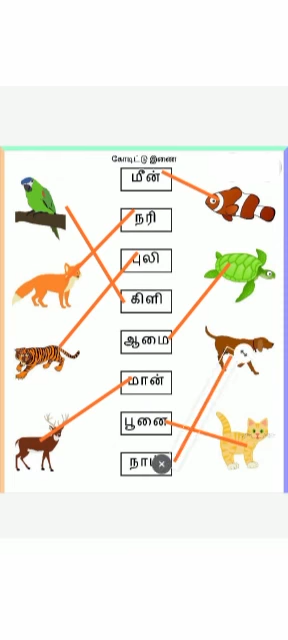 கோடிட்டு இணை
மீன்
நரி
புலி
கிளி
ஆமை
மான்
பூனை